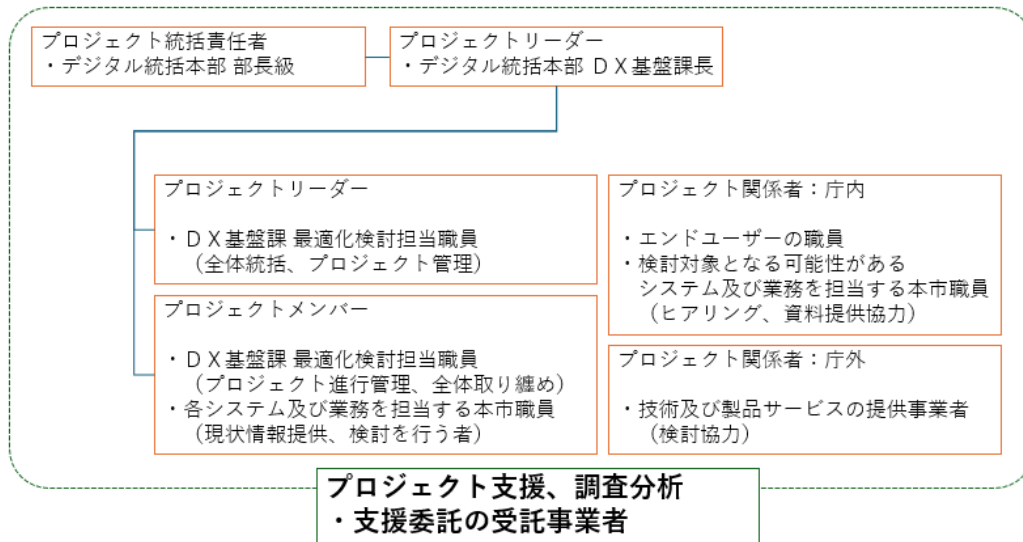 プロジェクト統括責任者
・デジタル統括本部 部長級
プロジェクトリーダー
・デジタル統括本部 ＤＸ基盤課長
プロジェクトリーダー
・ＤＸ基盤課 最適化検討担当職員
（全体統括、プロジェクト管理）
プロジェクトメンバー
・ＤＸ基盤課 最適化検討担当職員
（プロジェクト進行管理、全体取り纏め）
・各システム及び業務を担当する本市職員
（現状情報提供、検討を行う者）
プロジェクト関係者：庁内
・エンドユーザーの職員
・検討対象となる可能性がある
システム及び業務を担当する本市職員
（ヒアリング、資料提供協力）
プロジェクト関係者：庁外
・技術及び製品サービスの提供事業者
（検討協力）
プロジェクト支援、調査分析
・支援委託の受託事業者